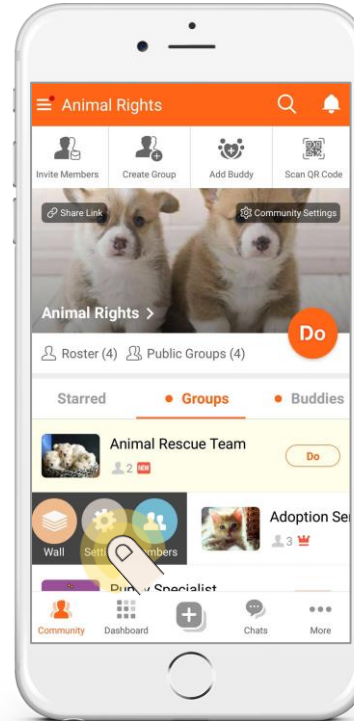 Animal Rights
Invite Members
Create Group
Add Buddy
Scan QR Code
Share Link
Community Settings
Animal Rights >
Do
Roster (4)
Public Groups (4)
Starred
Groups
Buddies
Animal Rescue Team
2 NEW
Do
Wall
Adoption Se
3
Specialist
Community
Dashboard
Chats
More